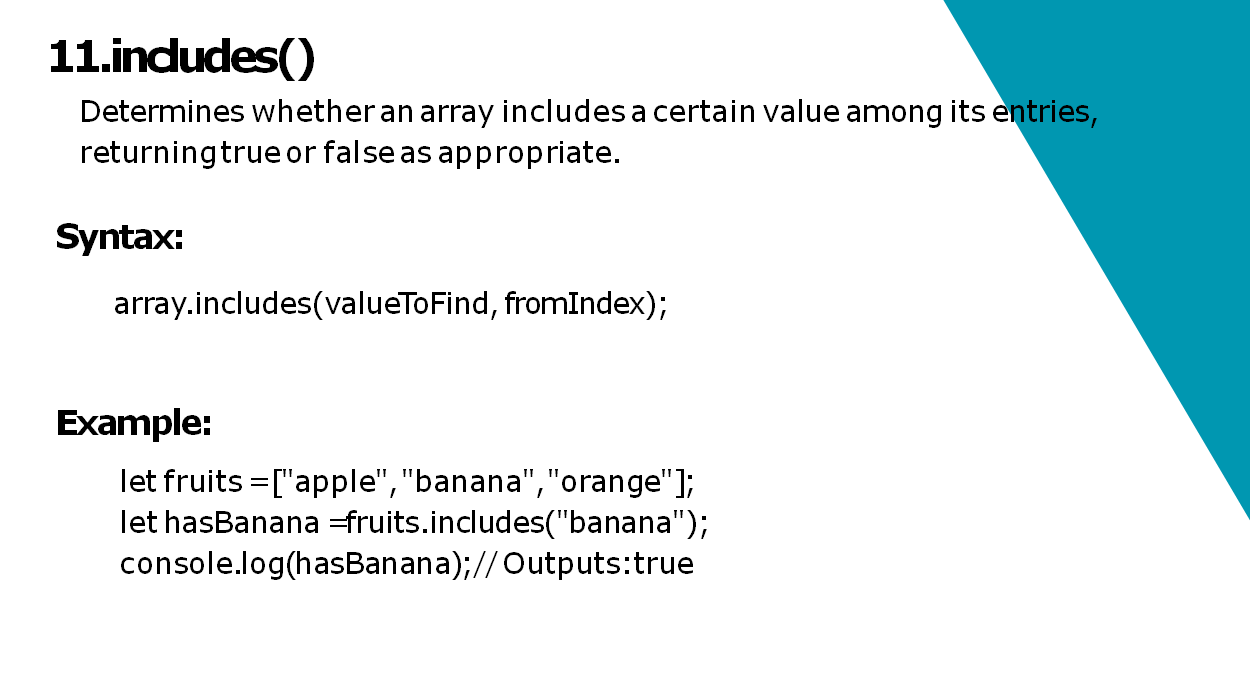 11.includes()
Determines whether an array includes a certain value among its entries,
returning true or false as appropriate.
Syntax:
array.includes(valueToFind, fromIndex);
Example:
let fruits =["apple","banana","orange"];
let hasBanana =fruits.includes("banana");
console.log(hasBanana);// Outputs:true